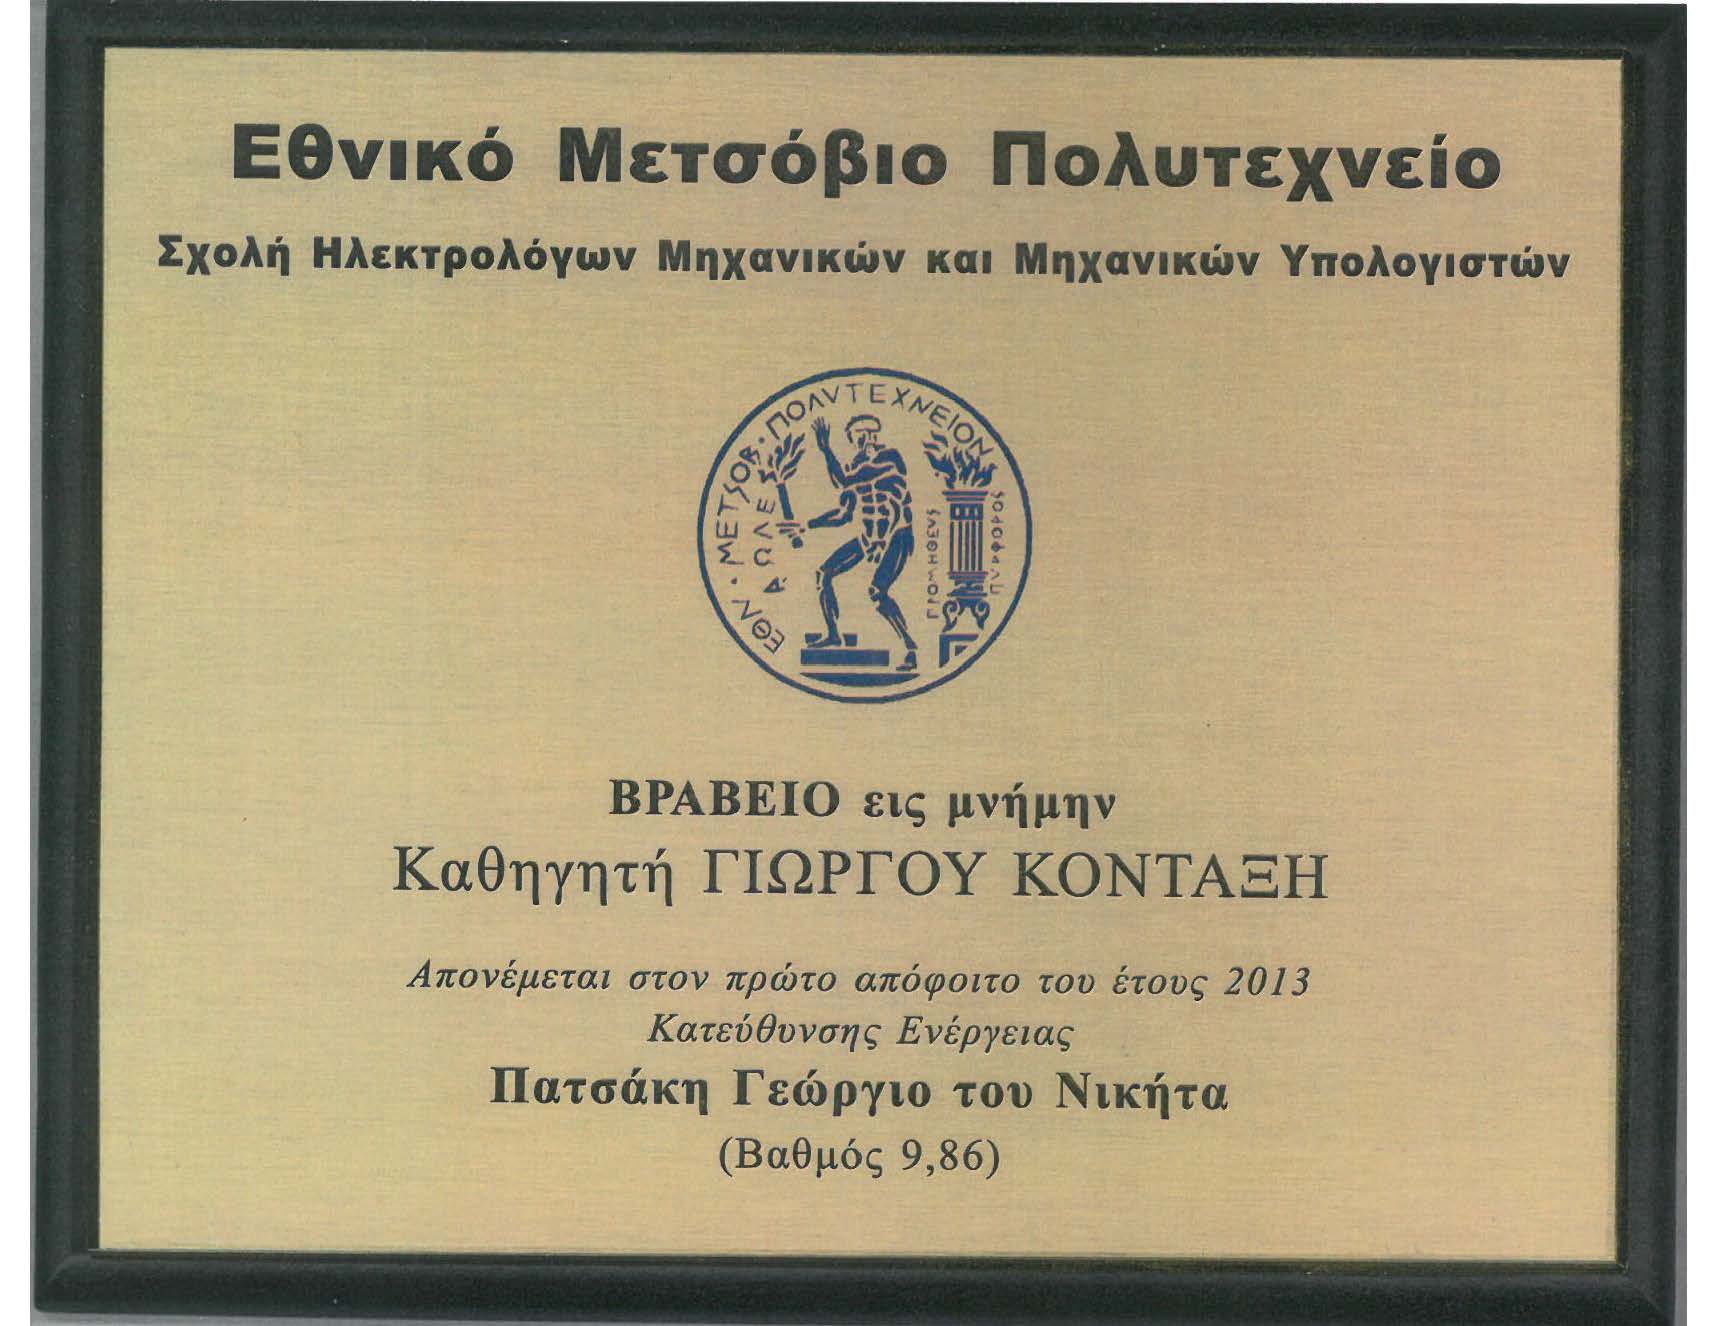 Εθνικό Μετσόβιο Πολυτεχνείο
Σχολή Ηλεκτρολόγων Μηχανικών και Μηχανικών Υπολογιστών
ΕΘΝ · ΜΕΤΣΟΒ · ΠΟΛΥΤΕΧΝΕΙΟΝ
ΠΡΟΜΗΘΕΥΣ
ΠΥΡΦΟΡΟΣ
ΒΡΑΒΕΙΟ εις μνήμην
Καθηγητή ΓΙΩΡΓΟΥ ΚΟΝΤΑΞΗ
Απονέμεται στον πρώτο απόφοιτο του έτους 2013
Κατεύθυνσης Ενέργειας
Πατσάκη Γεώργιο του Νικήτα
(Βαθμός 9,86)